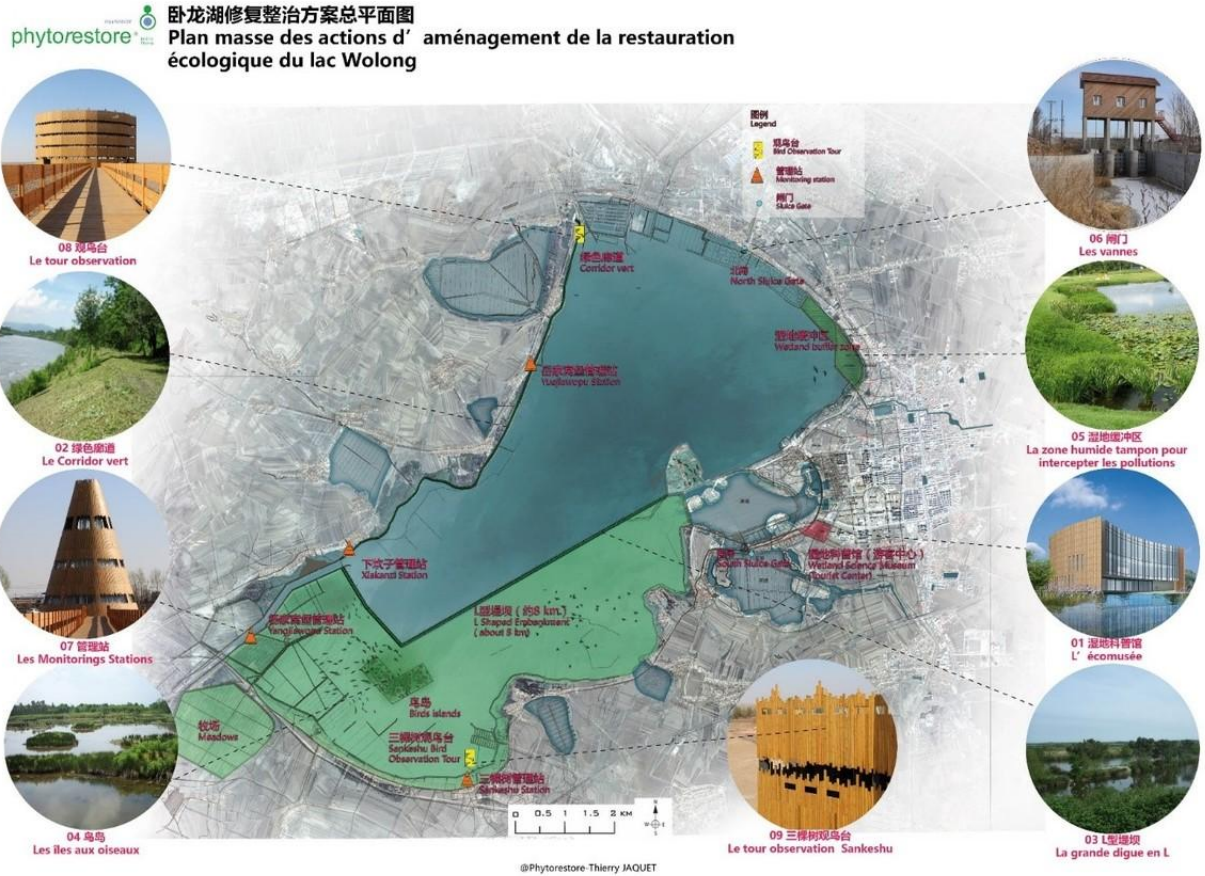 phytorestore
卧龙湖修复整治方案总平面图
Plan masse des actions d' aménagement de la restauration
écologique du lac Wolong
图例
Legend
观鸟台
Bird Observation Tour
管理站
Monitoring station
闸门
Sluice Gate
08 观鸟台
Le tour observation
02 绿色廊道
Le Corridor vert
07 管理站
Les Monitorings Stations
04 鸟岛
Les îles aux oiseaux
06 闸门
Les vannes
05 湿地缓冲区
La zone humide tampon pour
intercepter les pollutions
01 湿地科普馆
L' écomusée
03 L型堤坝
La grande digue en L
09 三棵树观鸟台
Le tour observation Sankeshu
绿色廊道
Corridor vert
北闸
North Sluice Gate
湿地缓冲区
Wetland buffer zone
管理站
Station
下坎子管理站
Xiakanzi Station
管理站
Station
L型堤坝（约8 km）
L Shaped Embankment
(about 8 km)
South Sluice Gate
湿地科普馆（游客中心）
Wetland Science Museum
(Tourist Center)
鸟岛
Birds islands
牧场
Meadows
三棵树观鸟台
Sankeshu Bird
Observation Tour
三棵树管理站
Sankeshu Station
0 0.5 1 1.5 2 KM
N
W E
S
@Phytorestore-Thierry JAQUET